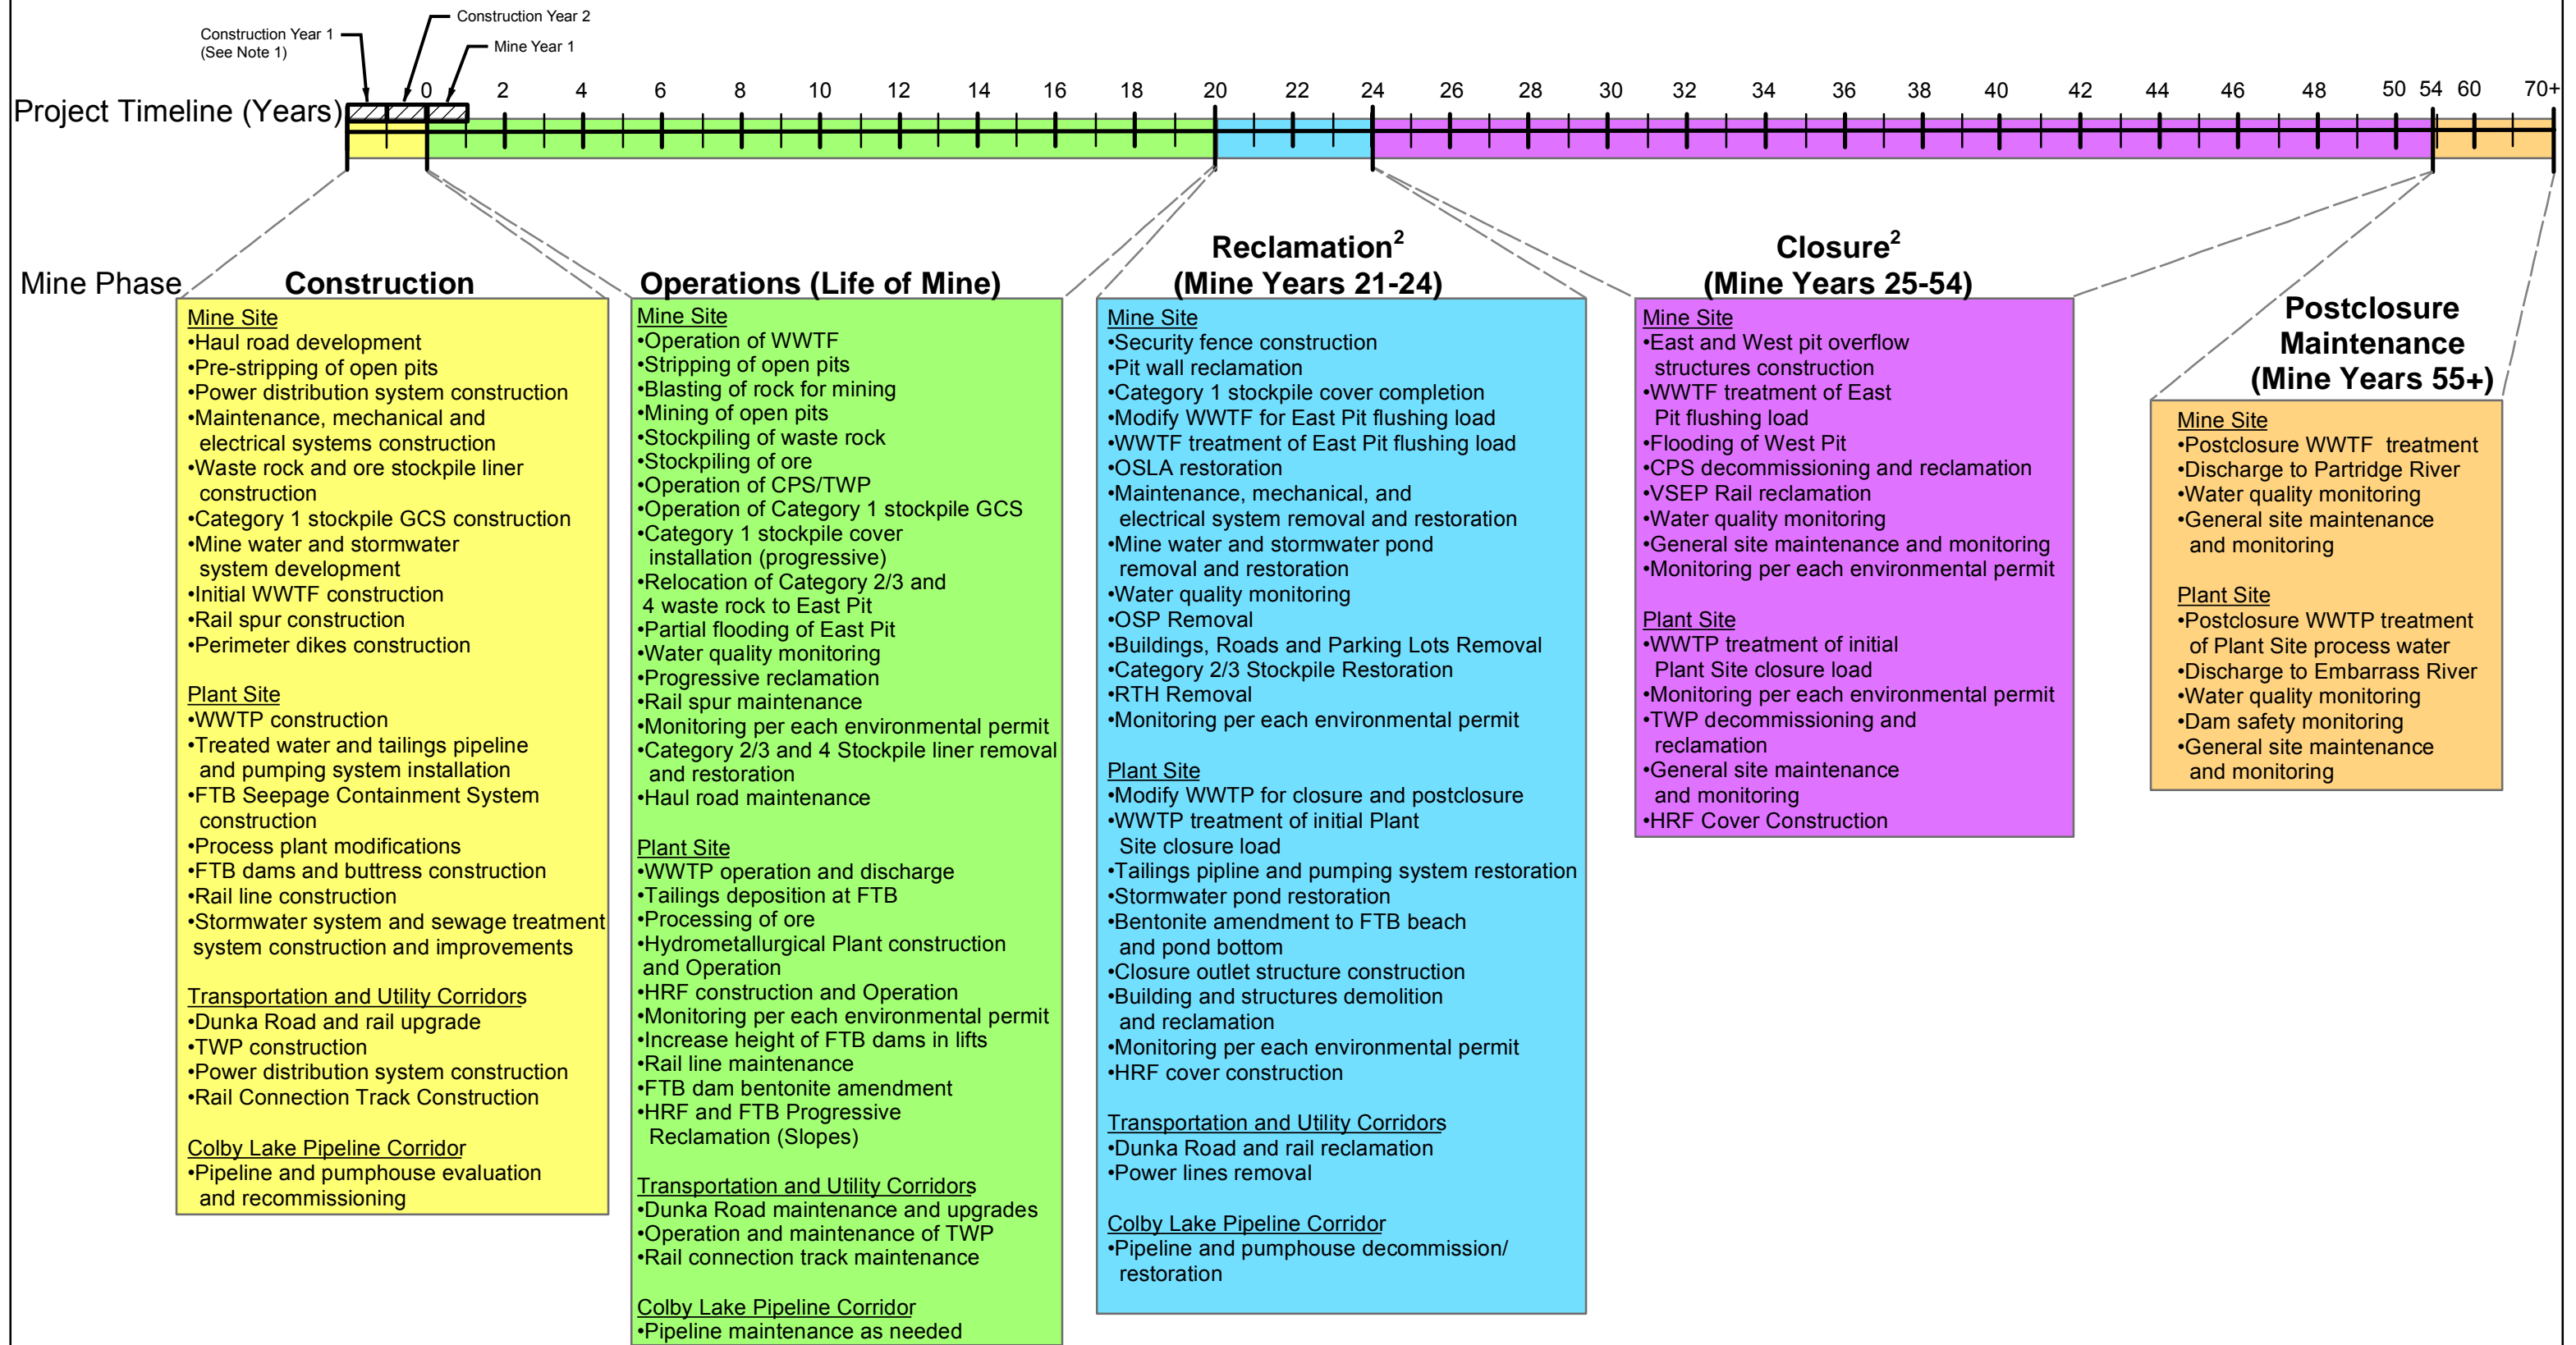 Construction Year 2
Construction Year 1
(See Note 1)
Mine Year 1
Project Timeline (Years)
0 2 4 6 8 10 12 14 16 18 20 22 24 26 28 30 32 34 36 38 40 42 44 46 48 50 54 60 70+
Mine Phase
Construction
Mine Site
•Haul road development
•Pre-stripping of open pits
•Power distribution system construction
•Maintenance, mechanical and
electrical systems construction
•Waste rock and ore stockpile liner
construction
•Category 1 stockpile GCS construction
•Mine water and stormwater
system development
•Initial WWTF construction
•Rail spur construction
•Perimeter dikes construction
Plant Site
•WWTP construction
•Treated water and tailings pipeline
and pumping system installation
•FTB Seepage Containment System
construction
•Process plant modifications
•FTB dams and buttress construction
•Rail line construction
•Stormwater system and sewage treatment
system construction and improvements
Transportation and Utility Corridors
•Dunka Road and rail upgrade
•TWP construction
•Power distribution system construction
•Rail Connection Track Construction
Colby Lake Pipeline Corridor
•Pipeline and pumphouse evaluation
and recommissioning
Operations (Life of Mine)
Mine Site
•Operation of WWTF
•Stripping of open pits
•Blasting of rock for mining
•Mining of open pits
•Stockpiling of waste rock
•Stockpiling of ore
•Operation of CPS/TWP
•Operation of Category 1 stockpile GCS
•Category 1 stockpile cover
installation (progressive)
•Relocation of Category 2/3 and
4 waste rock to East Pit
•Partial flooding of East Pit
•Water quality monitoring
•Progressive reclamation
•Rail spur maintenance
•Monitoring per each environmental permit
•Category 2/3 and 4 Stockpile liner removal
and restoration
•Haul road maintenance
Plant Site
•WWTP operation and discharge
•Tailings deposition at FTB
•Processing of ore
•Hydrometallurgical Plant construction
and Operation
•HRF construction and Operation
•Monitoring per each environmental permit
•Increase height of FTB dams in lifts
•Rail line maintenance
•FTB dam bentonite amendment
•HRF and FTB Progressive
Reclamation (Slopes)
Transportation and Utility Corridors
•Dunka Road maintenance and upgrades
•Operation and maintenance of TWP
•Rail connection track maintenance
Colby Lake Pipeline Corridor
•Pipeline maintenance as needed
Reclamation²
(Mine Years 21-24)
Mine Site
•Security fence construction
•Pit wall reclamation
•Category 1 stockpile cover completion
•Modify WWTF for East Pit flushing load
•WWTF treatment of East Pit flushing load
•OSLA restoration
•Maintenance, mechanical, and
electrical system removal and restoration
•Mine water and stormwater pond
removal and restoration
•Water quality monitoring
•OSP Removal
•Buildings, Roads and Parking Lots Removal
•Category 2/3 Stockpile Restoration
•RTH Removal
•Monitoring per each environmental permit
Plant Site
•Modify WWTP for closure and postclosure
•WWTP treatment of initial Plant
Site closure load
•Tailings pipline and pumping system restoration
•Stormwater pond restoration
•Bentonite amendment to FTB beach
and pond bottom
•Closure outlet structure construction
•Building and structures demolition
and reclamation
•Monitoring per each environmental permit
•HRF cover construction
Transportation and Utility Corridors
•Dunka Road and rail reclamation
•Power lines removal
Colby Lake Pipeline Corridor
•Pipeline and pumphouse decommission/
restoration
Closure²
(Mine Years 25-54)
Mine Site
•East and West pit overflow
structures construction
•WWTF treatment of East
Pit flushing load
•Flooding of West Pit
•CPS decommissioning and reclamation
•VSEP Rail reclamation
•Water quality monitoring
•General site maintenance and monitoring
•Monitoring per each environmental permit
Plant Site
•WWTP treatment of initial
Plant Site closure load
•Monitoring per each environmental permit
•TWP decommissioning and
reclamation
•General site maintenance
and monitoring
•HRF Cover Construction
Postclosure
Maintenance
(Mine Years 55+)
Mine Site
•Postclosure WWTF treatment
•Discharge to Partridge River
•Water quality monitoring
•General site maintenance
and monitoring
Plant Site
•Postclosure WWTP treatment
of Plant Site process water
•Discharge to Embarrass River
•Water quality monitoring
•Dam safety monitoring
•General site maintenance
and monitoring